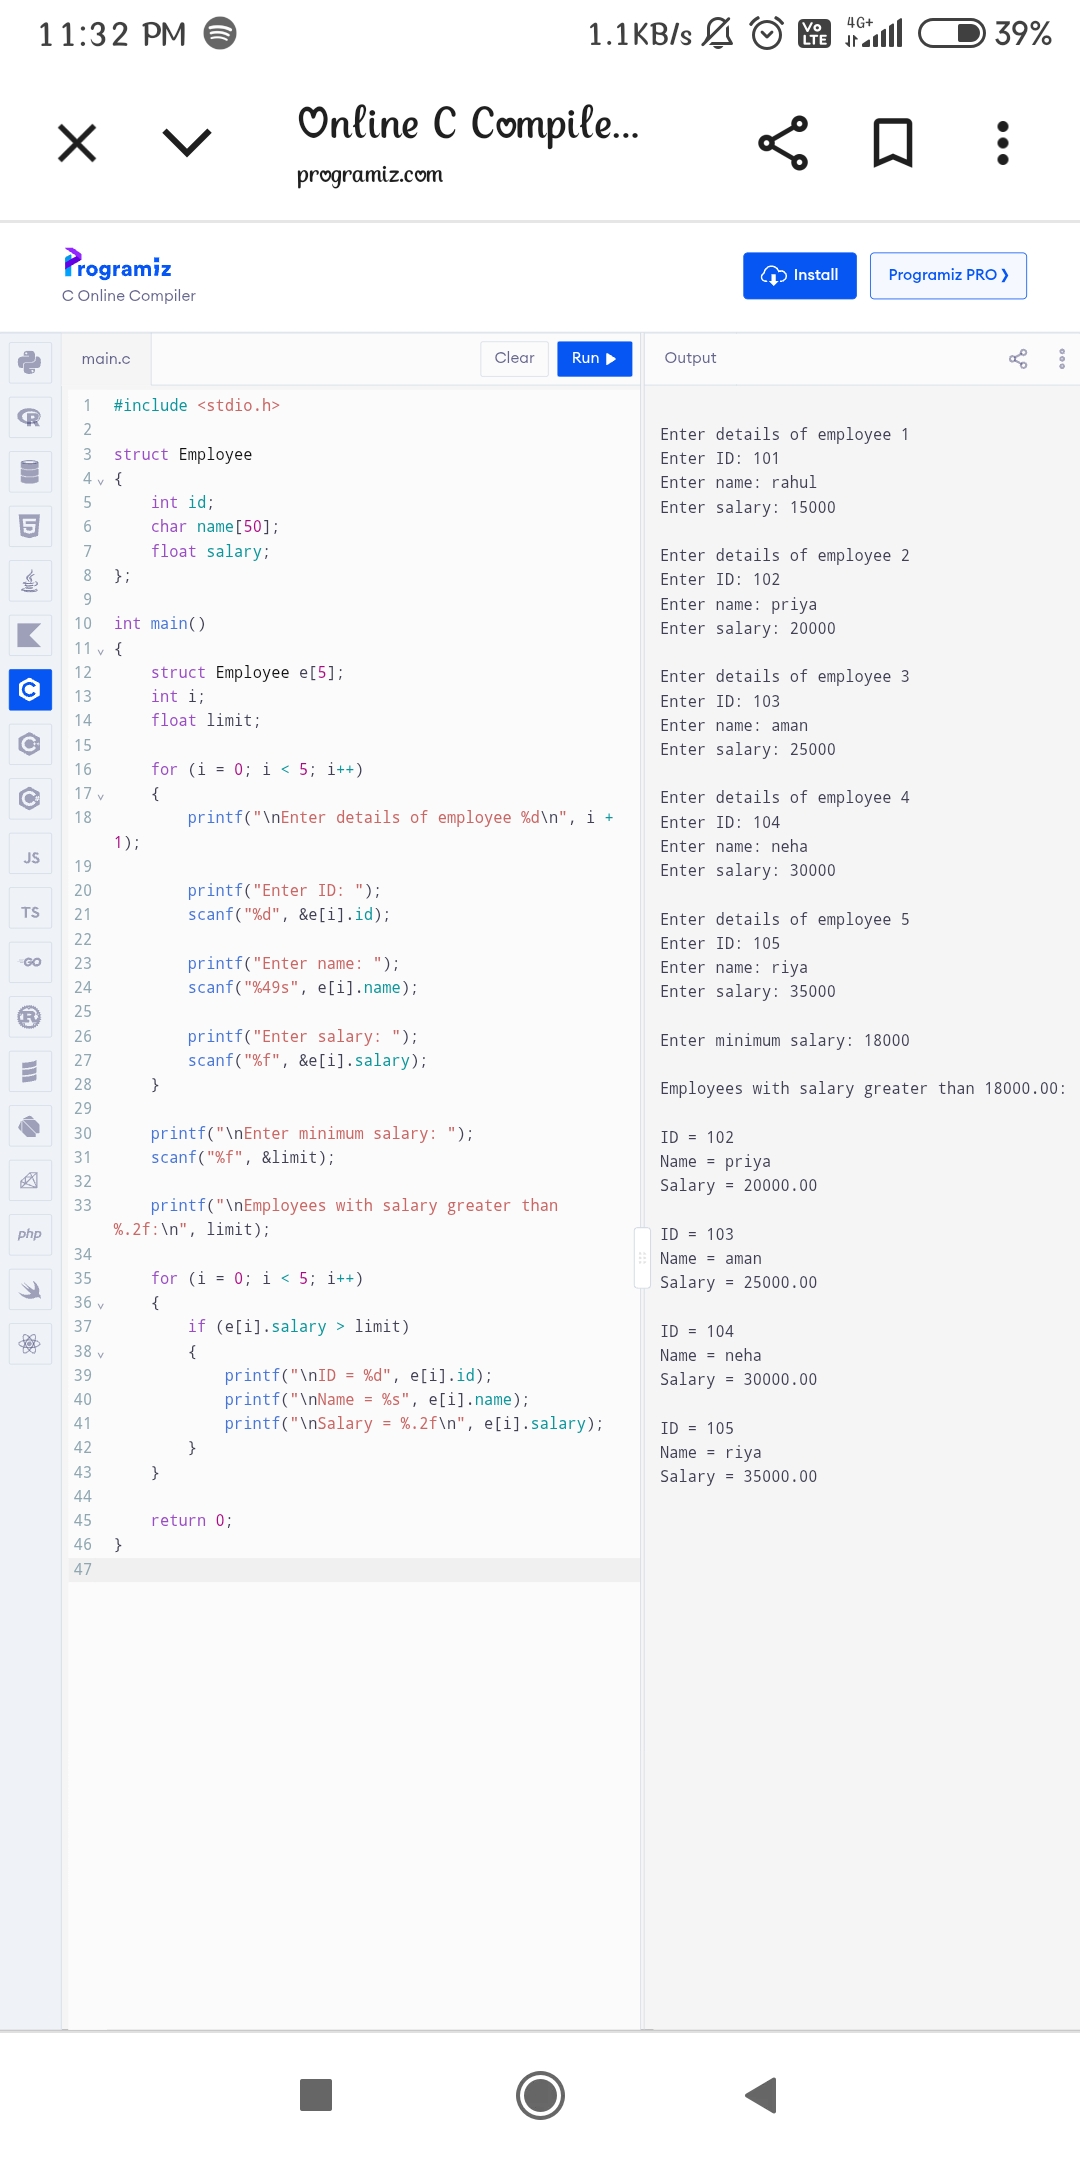 11:32 PM
1.1KB/s
Vo LTE
4G+
39%
Online C Compile...
programiz.com
Programiz
C Online Compiler
Install
Programiz PRO ❯
main.c
Clear
Run
1 #include <stdio.h>
2
3 struct Employee
4 {
5     int id;
6     char name[50];
7     float salary;
8 };
9
10 int main()
11 {
12     struct Employee e[5];
13     int i;
14     float limit;
15
16     for (i = 0; i < 5; i++)
17     {
18         printf("\nEnter details of employee %d\n", i +
1);
19
20         printf("Enter ID: ");
21         scanf("%d", &e[i].id);
22
23         printf("Enter name: ");
24         scanf("%49s", e[i].name);
25
26         printf("Enter salary: ");
27         scanf("%f", &e[i].salary);
28     }
29
30     printf("\nEnter minimum salary: ");
31     scanf("%f", &limit);
32
33     printf("\nEmployees with salary greater than
%.2f:\n", limit);
34
35     for (i = 0; i < 5; i++)
36     {
37         if (e[i].salary > limit)
38         {
39             printf("\nID = %d", e[i].id);
40             printf("\nName = %s", e[i].name);
41             printf("\nSalary = %.2f\n", e[i].salary);
42         }
43     }
44
45     return 0;
46 }
47
Output
Enter details of employee 1
Enter ID: 101
Enter name: rahul
Enter salary: 15000
Enter details of employee 2
Enter ID: 102
Enter name: priya
Enter salary: 20000
Enter details of employee 3
Enter ID: 103
Enter name: aman
Enter salary: 25000
Enter details of employee 4
Enter ID: 104
Enter name: neha
Enter salary: 30000
Enter details of employee 5
Enter ID: 105
Enter name: riya
Enter salary: 35000
Enter minimum salary: 18000
Employees with salary greater than 18000.00:
ID = 102
Name = priya
Salary = 20000.00
ID = 103
Name = aman
Salary = 25000.00
ID = 104
Name = neha
Salary = 30000.00
ID = 105
Name = riya
Salary = 35000.00
JS
TS
GO
php